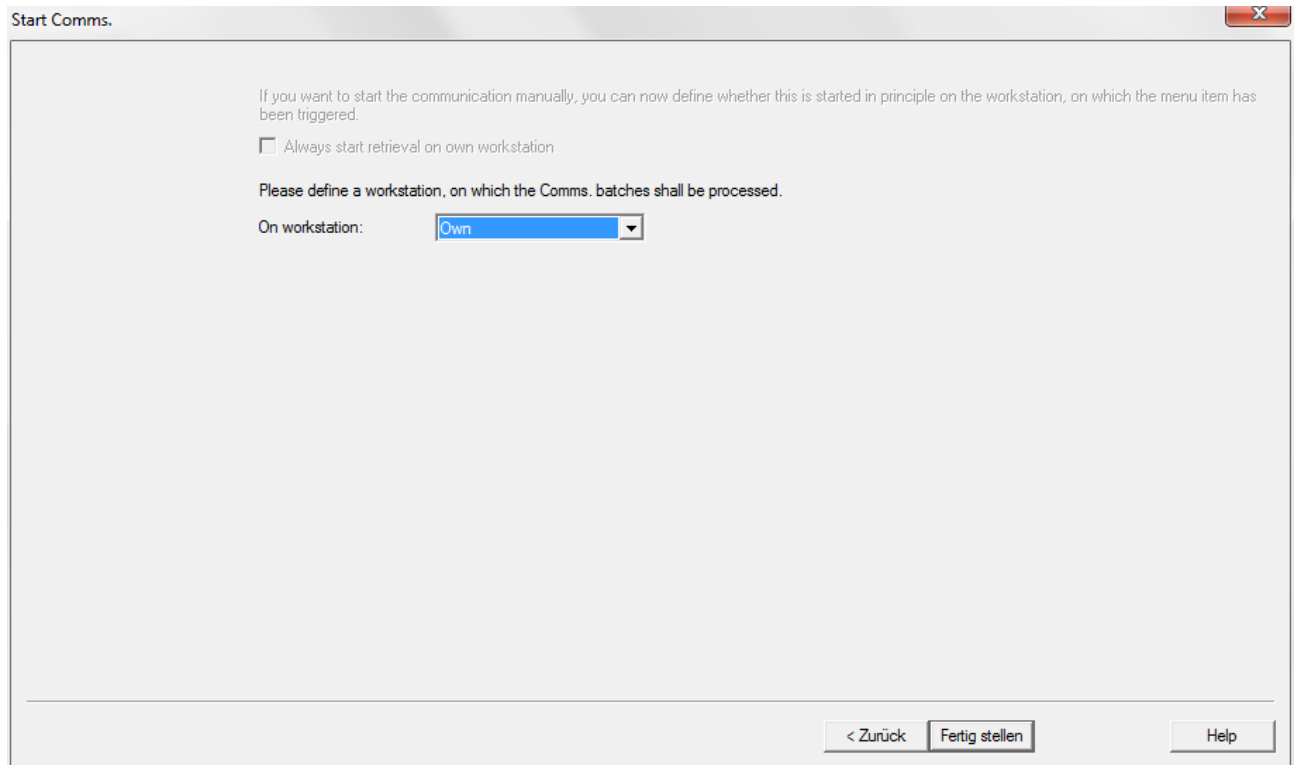 Start Comms.
x
If you want to start the communication manually, you can now define whether this is started in principle on the workstation, on which the menu item has
been triggered.
Always start retrieval on own workstation
Please define a workstation, on which the Comms. batches shall be processed.
On workstation: Own
< Zurück Fertig stellen Help